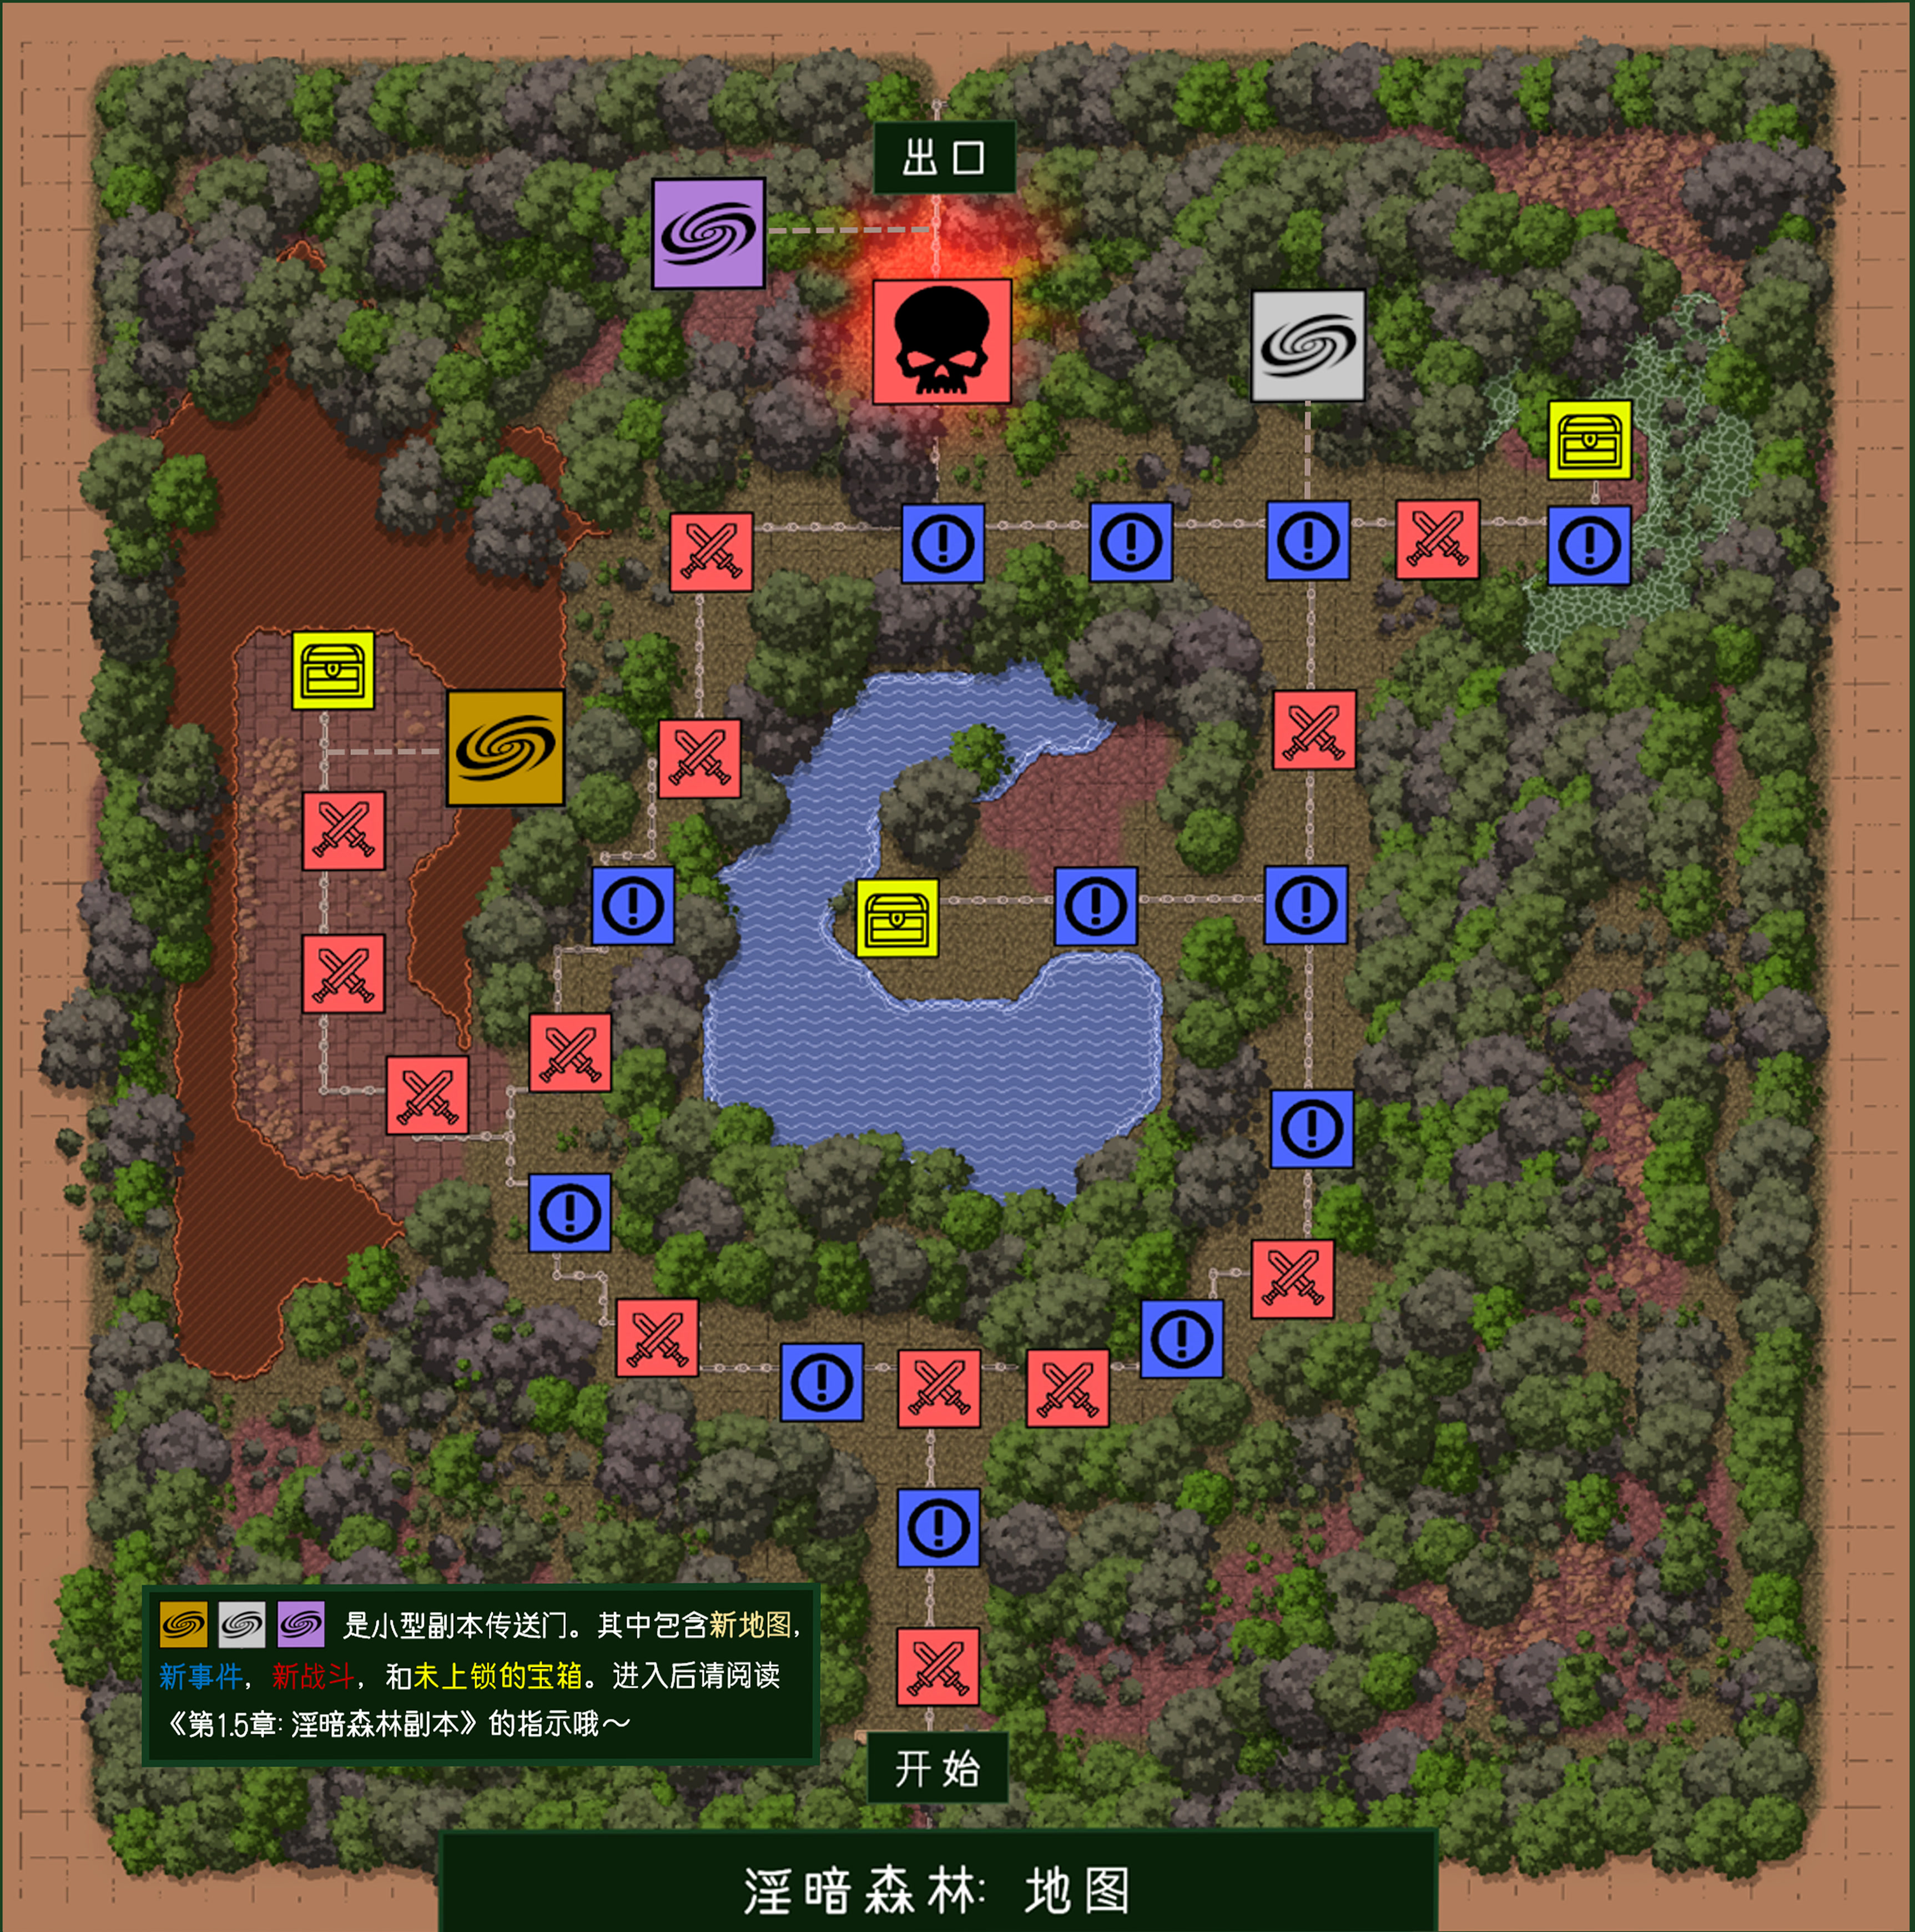 出口
是小型副本传送门。其中包含新地图,
新事件, 新战斗, 和未上锁的宝箱。进入后请阅读
《第1.5章: 淫暗森林副本》的指示哦~
开始
淫暗森林: 地图